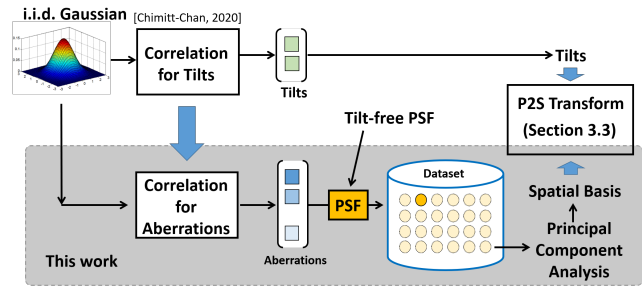 i.i.d. Gaussian
[Chimitt-Chan, 2020]
Correlation
for Tilts
Tilts
Tilts
P2S Transform
(Section 3.3)
Tilt-free PSF
Correlation
for
Aberrations
Aberrations
PSF
Dataset
Spatial Basis
Principal
Component
Analysis
This work